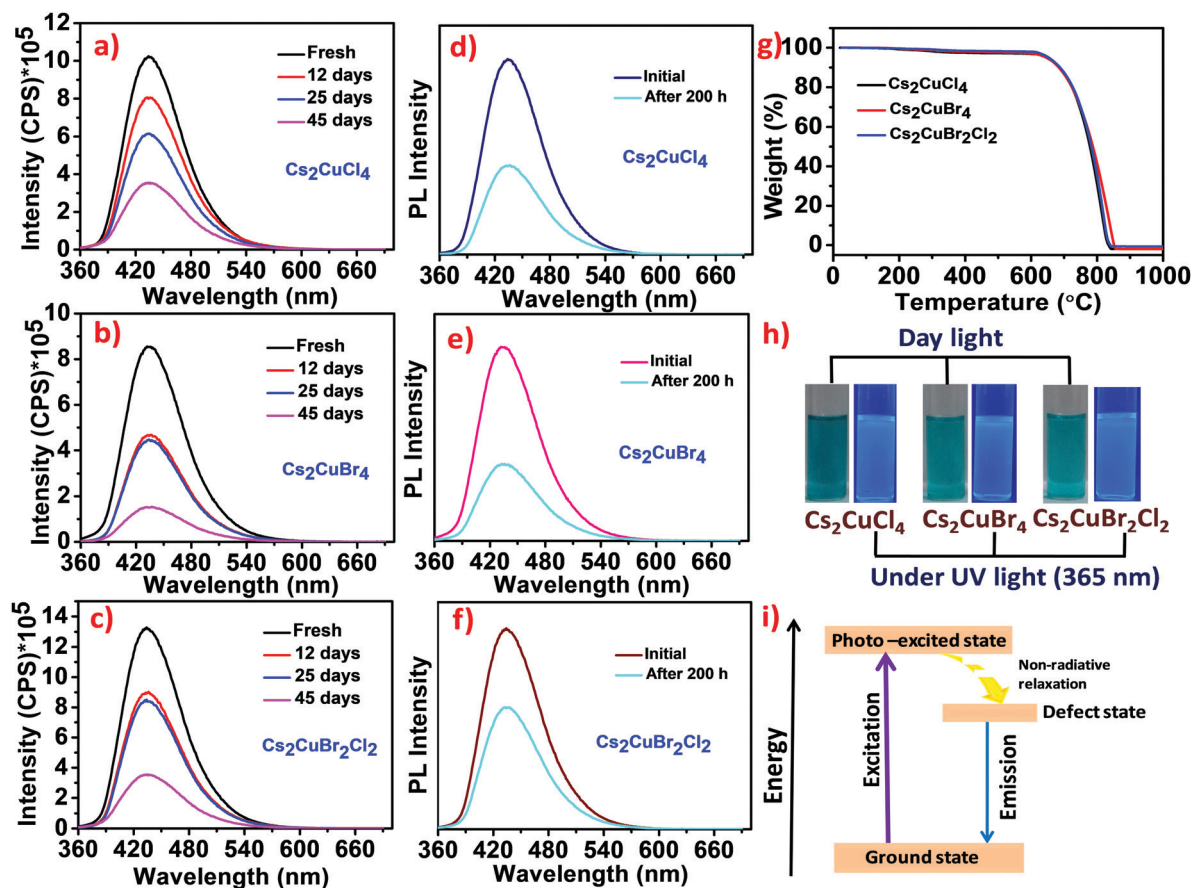 a)
Intensity (CPS)*10⁵
10
8
6
4
2
0
Fresh
12 days
25 days
45 days
Cs₂CuCl₄
360 420 480 540 600 660
Wavelength (nm)
d)
PL Intensity
Initial
After 200 h
Cs₂CuCl₄
360 420 480 540 600 660
Wavelength (nm)
g)
Weight (%)
100
80
60
40
20
0
Cs₂CuCl₄
Cs₂CuBr₄
Cs₂CuBr₂Cl₂
0 200 400 600 800 1000
Temperature (°C)
b)
Intensity (CPS)*10⁵
10
8
6
4
2
0
Fresh
12 days
25 days
45 days
Cs₂CuBr₄
360 420 480 540 600 660
Wavelength (nm)
e)
PL Intensity
Initial
After 200 h
Cs₂CuBr₄
360 420 480 540 600 660
Wavelength (nm)
h)
Day light
Cs₂CuCl₄ Cs₂CuBr₄ Cs₂CuBr₂Cl₂
Under UV light (365 nm)
c)
Intensity (CPS)*10⁵
14
12
10
8
6
4
2
0
Fresh
12 days
25 days
45 days
Cs₂CuBr₂Cl₂
360 420 480 540 600 660
Wavelength (nm)
f)
PL Intensity
Initial
After 200 h
Cs₂CuBr₂Cl₂
360 420 480 540 600 660
Wavelength (nm)
i)
Energy
Photo –excited state
Non-radiative
relaxation
Defect state
Excitation
Emission
Ground state